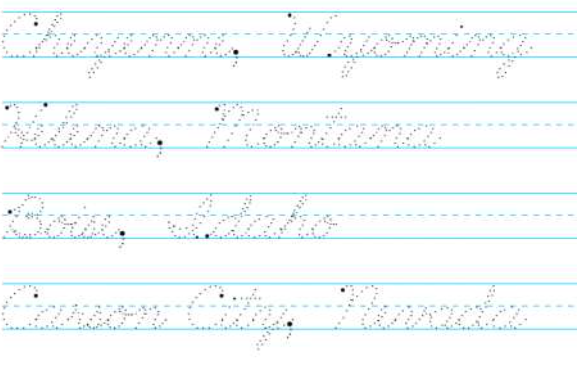 Cheyenne, Wyoming
Helena, Montana
Boise, Idaho
Carson City, Nevada